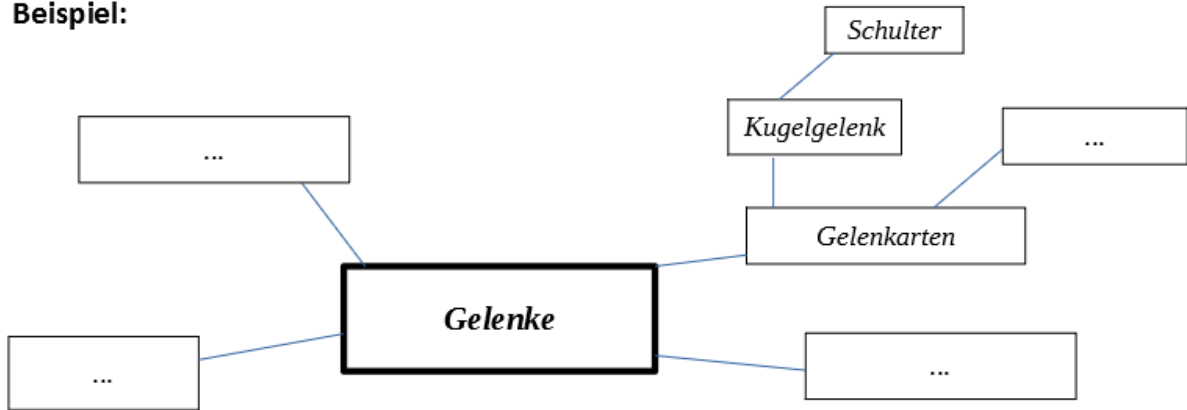 Beispiel:
Schulter
Kugelgelenk
...
...
Gelenkarten
Gelenke
...
...